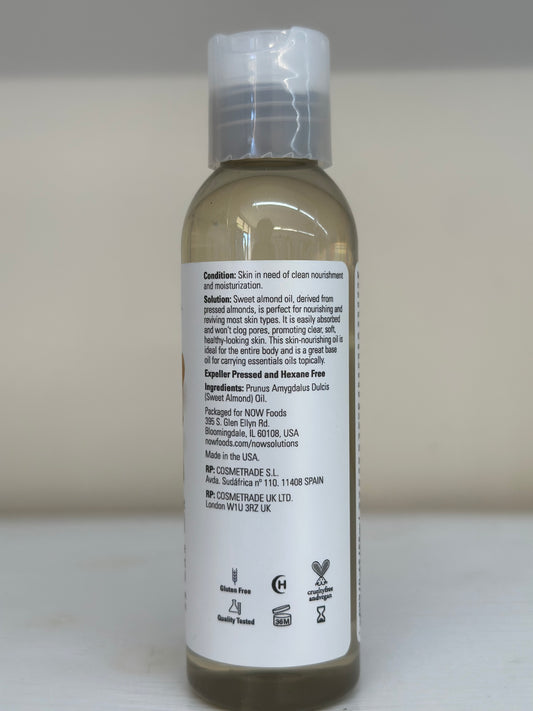 Condition: Skin in need of clean nourishment
and moisturization.
Solution: Sweet almond oil, derived from
pressed almonds, is perfect for nourishing and
reviving most skin types. It is easily absorbed
and won't clog pores, promoting clear, soft,
healthy-looking skin. This skin-nourishing oil is
ideal for the entire body and is a great base
oil for carrying essentials oils topically.
Expeller Pressed and Hexane Free
Ingredients: Prunus Amygdalus Dulcis
(Sweet Almond) Oil.
Packaged for NOW Foods
395 S. Glen Ellyn Rd.
Bloomingdale, IL 60108, USA
nowfoods.com/nowsolutions
Made in the USA.
RP: COSMETRADE S.L.
Avda. Sudáfrica nº 110. 11408 SPAIN
RP: COSMETRADE UK LTD.
London W1U 3RZ UK
Gluten Free
H
crueltyfree
andvegan
Quality Tested
36M